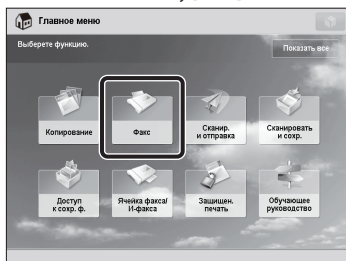 Главное меню
Выберете функцию.
Показать все
Копирование
Факс
Сканир.
и отправка
Сканировать
и сохр.
Доступ
к сохр. ф.
Ячейка факса/
И-факса
Защищен.
печать
Обучающее
руководство